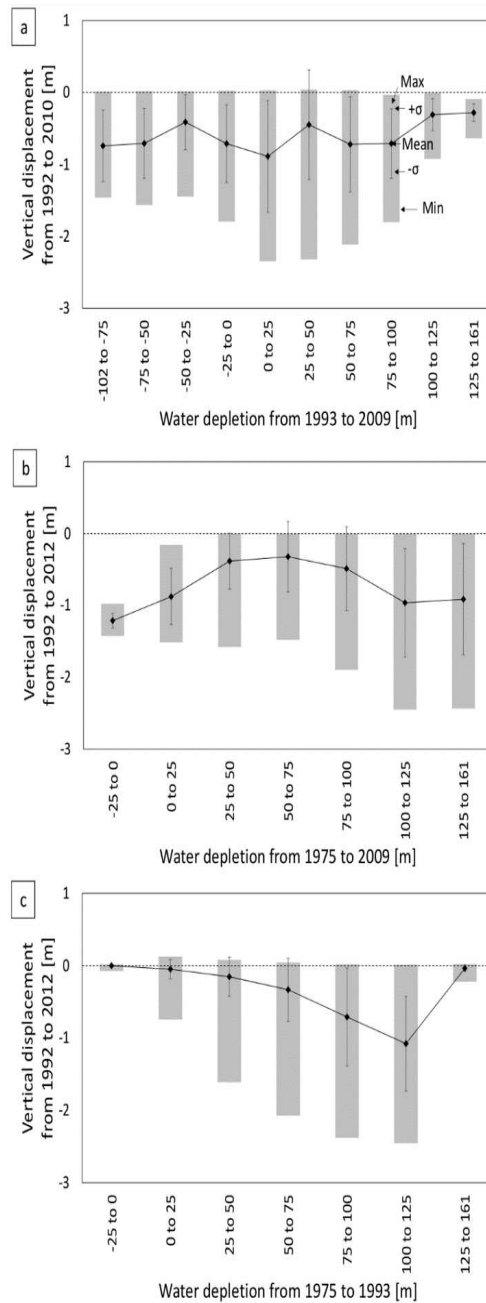 a
Vertical displacement
from 1992 to 2010 [m]
1
0
-1
-2
-3
Max
+σ
Mean
-σ
Min
-102 to -75
-75 to -50
-50 to -25
-25 to 0
0 to 25
25 to 50
50 to 75
75 to 100
100 to 125
125 to 161
Water depletion from 1993 to 2009 [m]
b
Vertical displacement
from 1992 to 2012 [m]
1
0
-1
-2
-3
-25 to 0
0 to 25
25 to 50
50 to 75
75 to 100
100 to 125
125 to 161
Water depletion from 1975 to 2009 [m]
c
Vertical displacement
from 1992 to 2012 [m]
1
0
-1
-2
-3
-25 to 0
0 to 25
25 to 50
50 to 75
75 to 100
100 to 125
125 to 161
Water depletion from 1975 to 1993 [m]